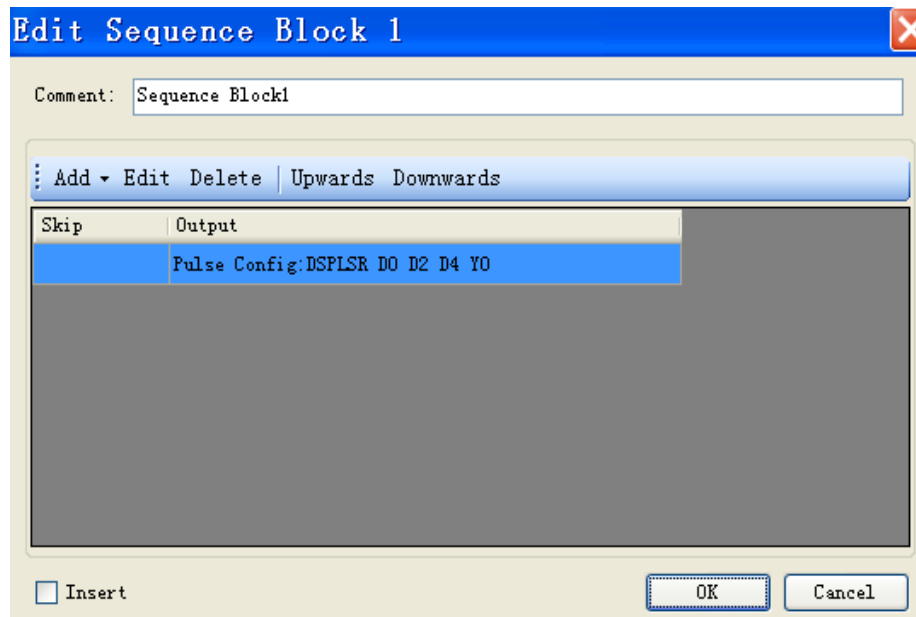 Edit Sequence Block 1
Comment: Sequence Block1
Add Edit Delete Upwards Downwards
Skip Output
Pulse Config:DSPLSR D0 D2 D4 Y0
Insert OK Cancel